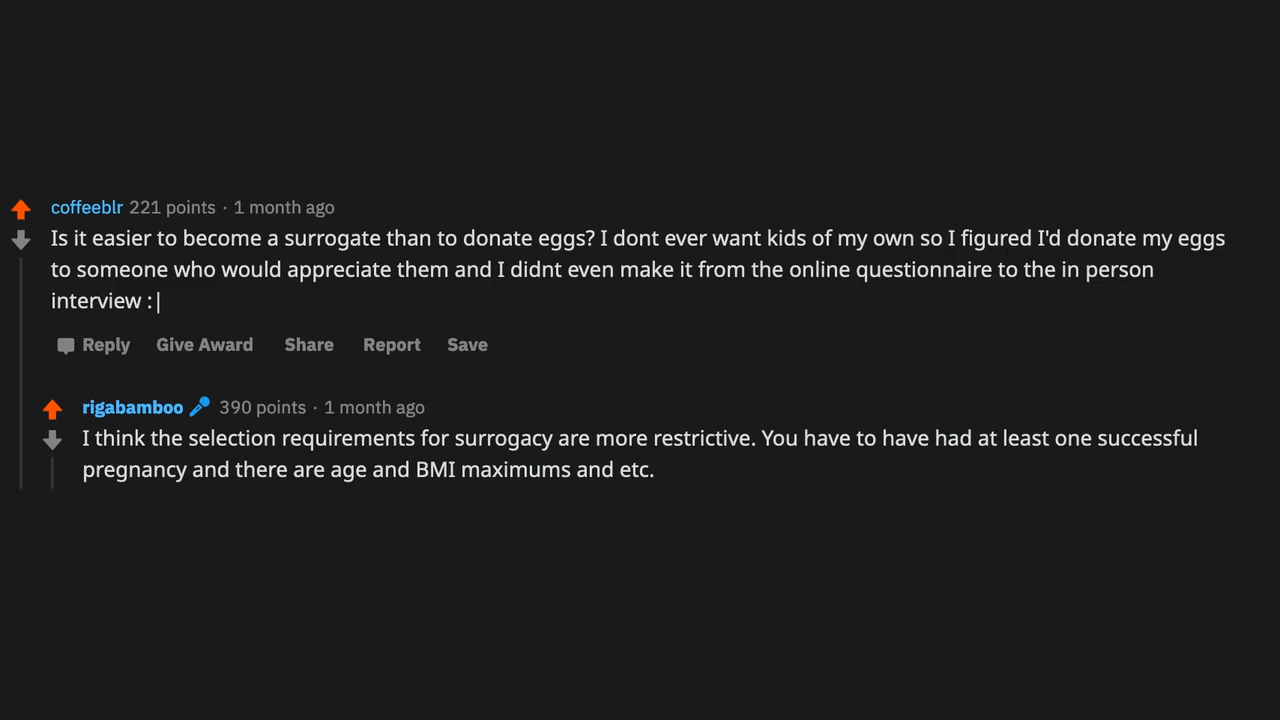 coffeeblr 221 points · 1 month ago
Is it easier to become a surrogate than to donate eggs? I dont ever want kids of my own so I figured I'd donate my eggs
to someone who would appreciate them and I didnt even make it from the online questionnaire to the in person
interview :|
Reply Give Award Share Report Save
rigabamboo 390 points · 1 month ago
I think the selection requirements for surrogacy are more restrictive. You have to have had at least one successful
pregnancy and there are age and BMI maximums and etc.